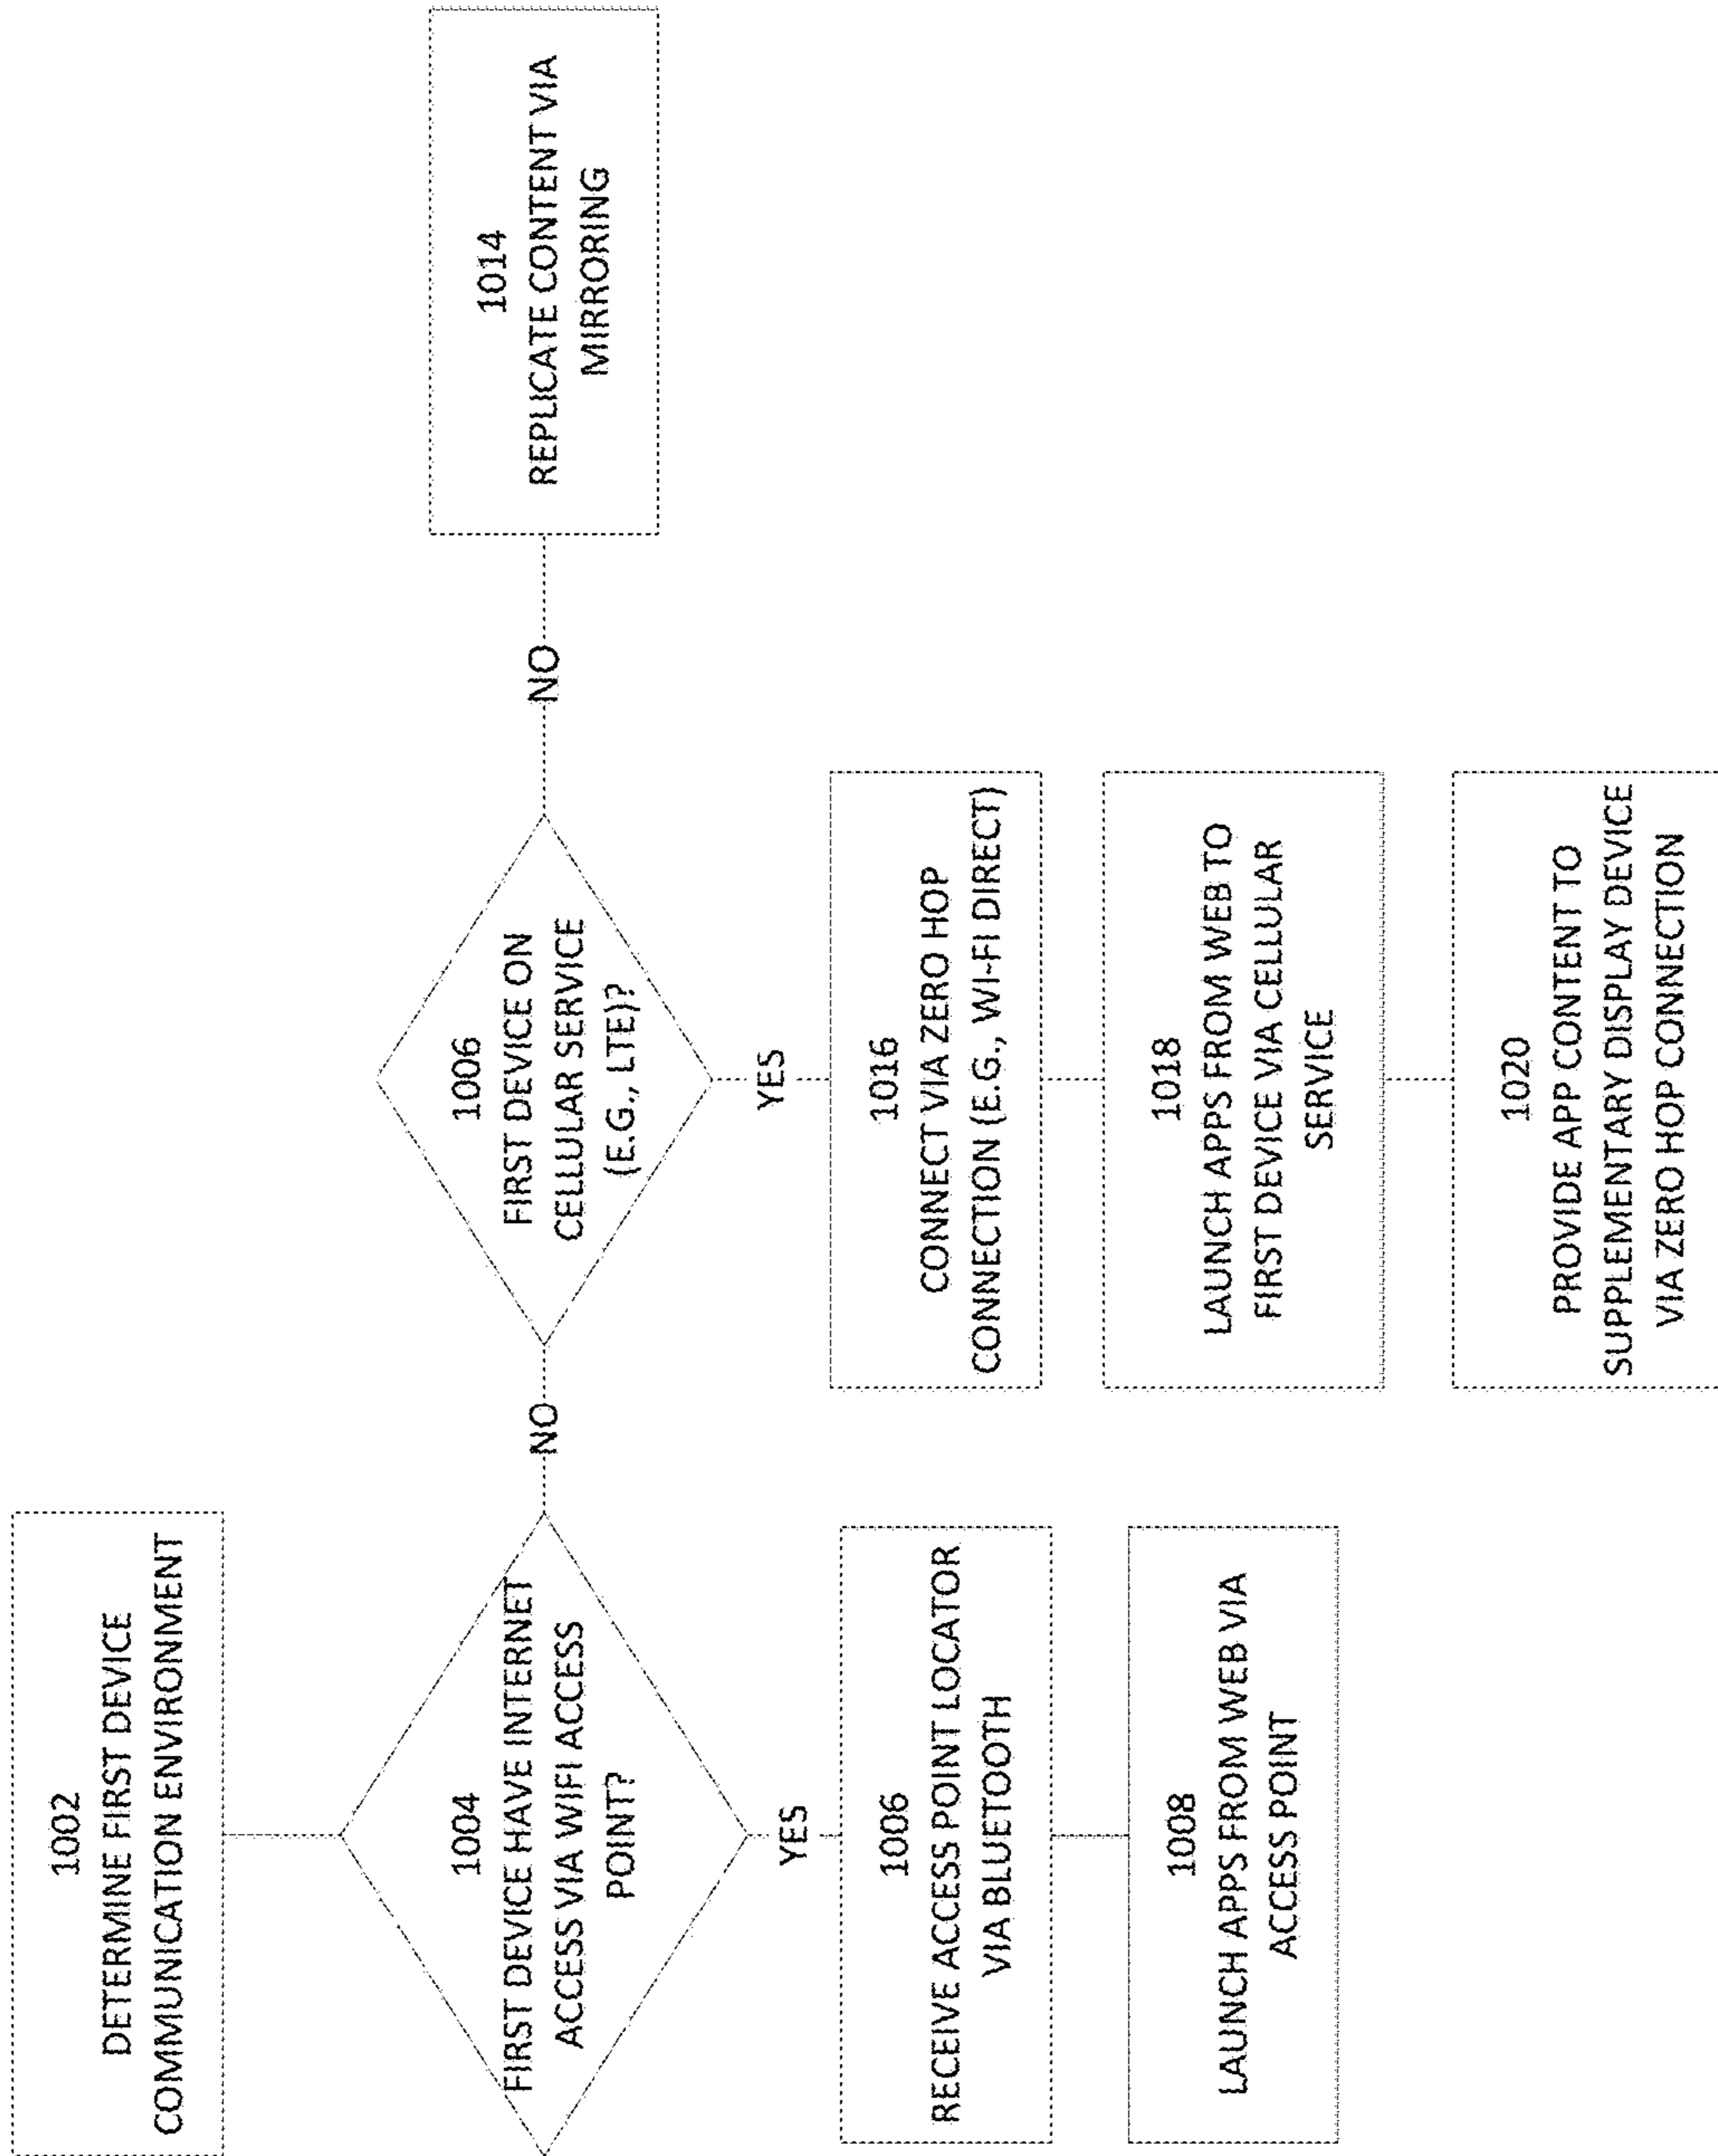 1002
DETERMINE FIRST DEVICE
COMMUNICATION ENVIRONMENT
1004
FIRST DEVICE HAVE INTERNET
ACCESS VIA WIFI ACCESS
POINT?
YES
1006
RECEIVE ACCESS POINT LOCATOR
VIA BLUETOOTH
1008
LAUNCH APPS FROM WEB VIA
ACCESS POINT
NO
1006
FIRST DEVICE ON
CELLULAR SERVICE
(E.G., LTE)?
YES
1016
CONNECT VIA ZERO HOP
CONNECTION (E.G., WI-FI DIRECT)
1018
LAUNCH APPS FROM WEB TO
FIRST DEVICE VIA CELLULAR
SERVICE
1020
PROVIDE APP CONTENT TO
SUPPLEMENTARY DISPLAY DEVICE
VIA ZERO HOP CONNECTION
NO
1014
REPLICATE CONTENT VIA
MIRRORING